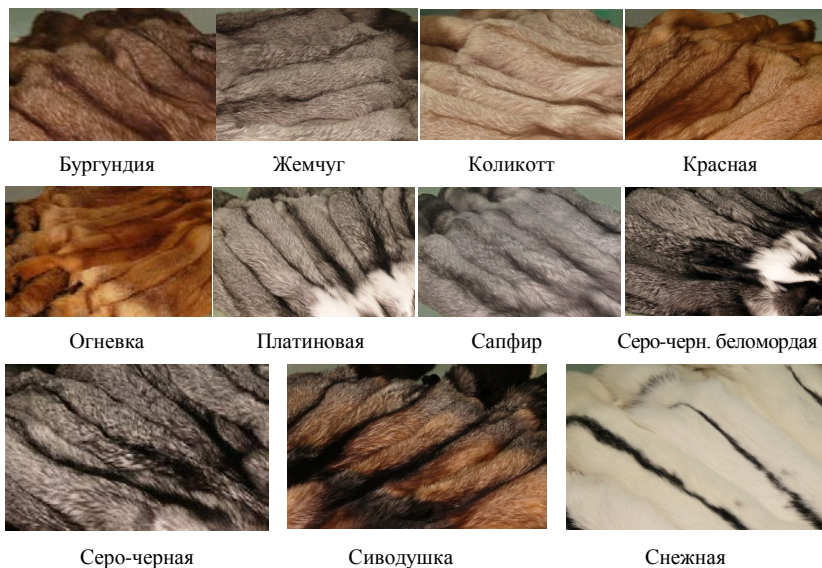 Бургундия Жемчуг Коликотт Красная
Огневка Платиновая Сапфир Серо-черн. беломордая
Серо-черная Сиводушка Снежная